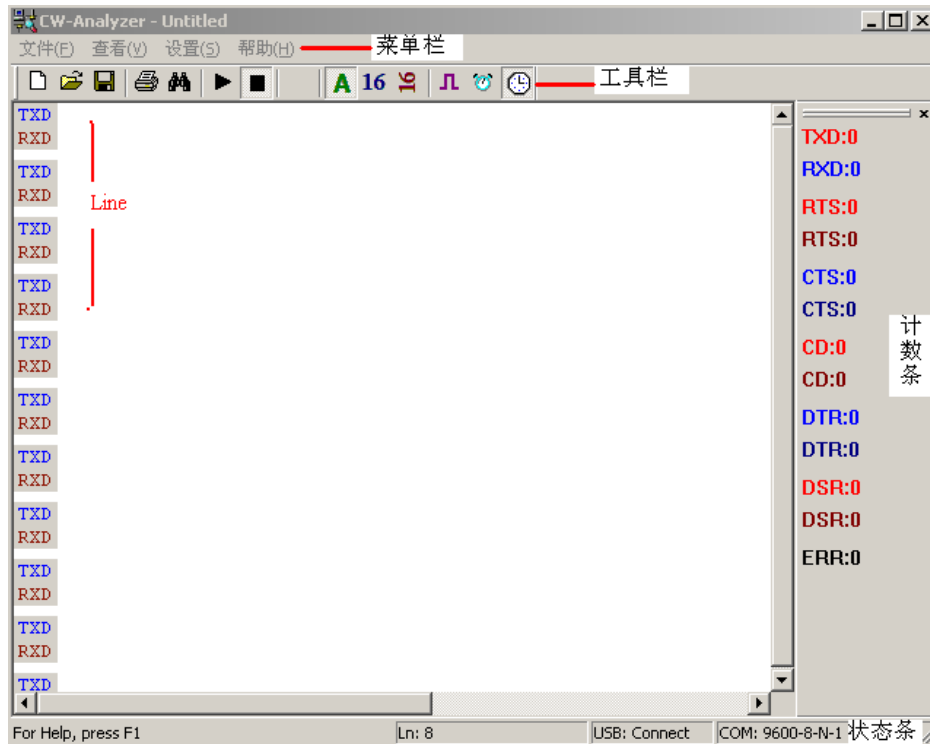 CW-Analyzer - Untitled
文件(F) 查看(V) 设置(S) 帮助(H) 菜单栏
A 16 10 工具栏
TXD
RXD
TXD
RXD
Line
TXD
RXD
TXD
RXD
TXD
RXD
TXD
RXD
TXD
RXD
TXD
RXD
TXD
RXD
TXD
RXD
TXD
TXD:0
RXD:0
RTS:0
RTS:0
CTS:0
CTS:0
CD:0
CD:0
DTR:0
DTR:0
DSR:0
DSR:0
ERR:0
计数条
For Help, press F1 Ln: 8 USB: Connect COM: 9600-8-N-1 状态条